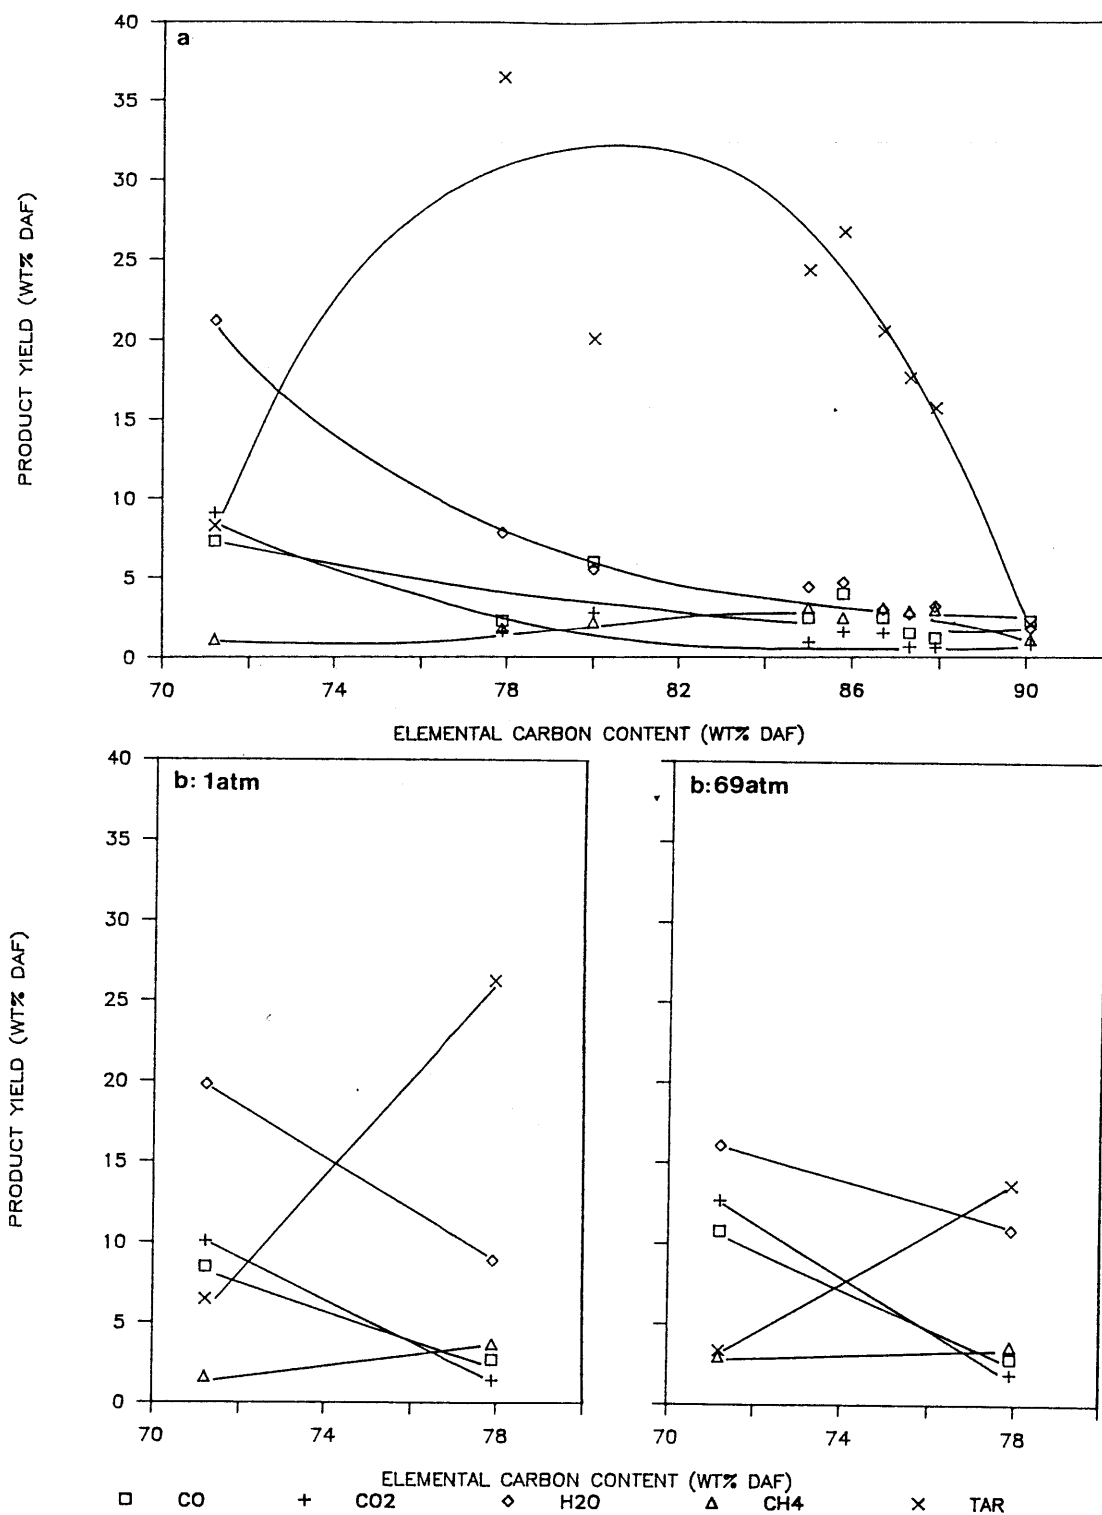 40
a
35
30
25
20
15
10
5
0
PRODUCT YIELD (WT% DAF)
70 74 78 82 86 90
ELEMENTAL CARBON CONTENT (WT% DAF)
40
b: 1atm
b:69atm
35
30
25
20
15
10
5
0
PRODUCT YIELD (WT% DAF)
70 74 78 70 74 78
ELEMENTAL CARBON CONTENT (WT% DAF)
CO CO2 H2O CH4 TAR